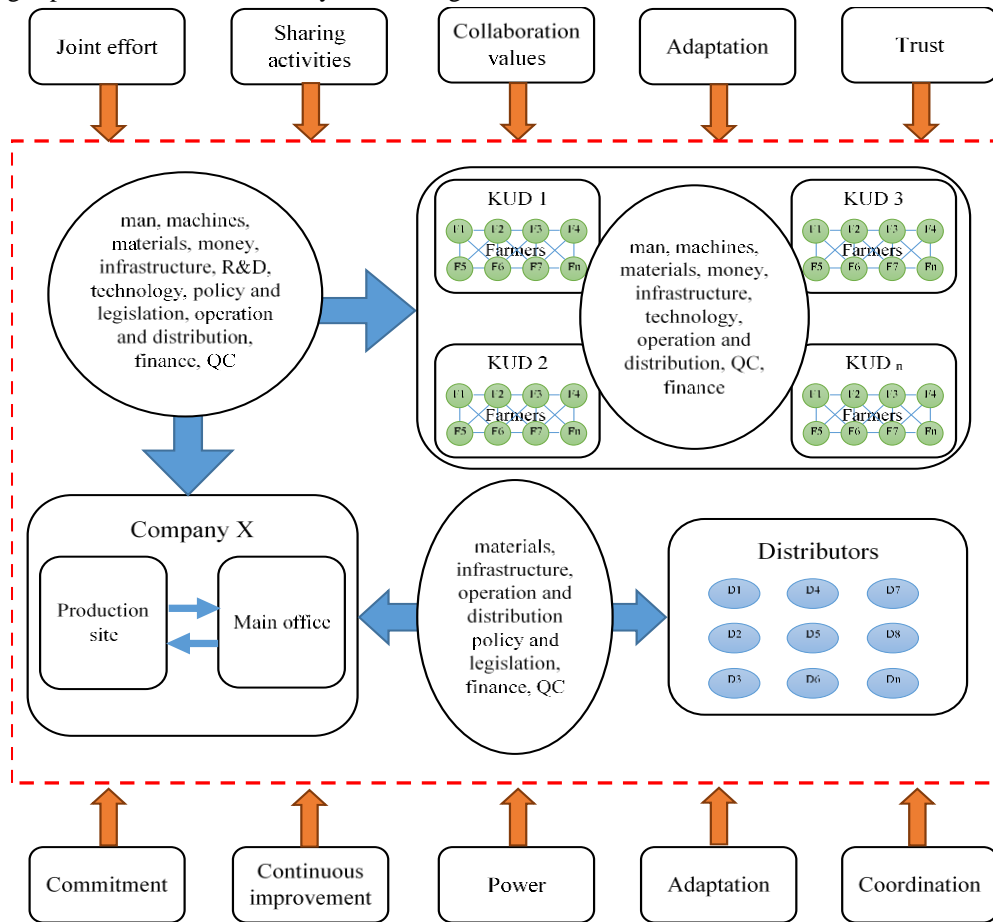 Joint effort
Sharing
activities
Collaboration
values
Adaptation
Trust
man, machines,
materials, money,
infrastructure, R&D,
technology, policy and
legislation, operation
and distribution,
finance, QC
KUD 1
F1 F2 F3 F4
Farmers
F5 F6 F7 Fn
KUD 3
F1 F2 F3 F4
Farmers
F5 F6 F7 Fn
man, machines,
materials, money,
infrastructure,
technology,
operation and
distribution, QC,
finance
KUD 2
F1 F2 F3 F4
Farmers
F5 F6 F7 Fn
KUD n
F1 F2 F3 F4
Farmers
F5 F6 F7 Fn
Company X
Production
site
Main office
materials,
infrastructure,
operation and
distribution
policy and
legislation,
finance, QC
Distributors
D1 D4 D7
D2 D5 D8
D3 D6 Dn
Commitment
Continuous
improvement
Power
Adaptation
Coordination